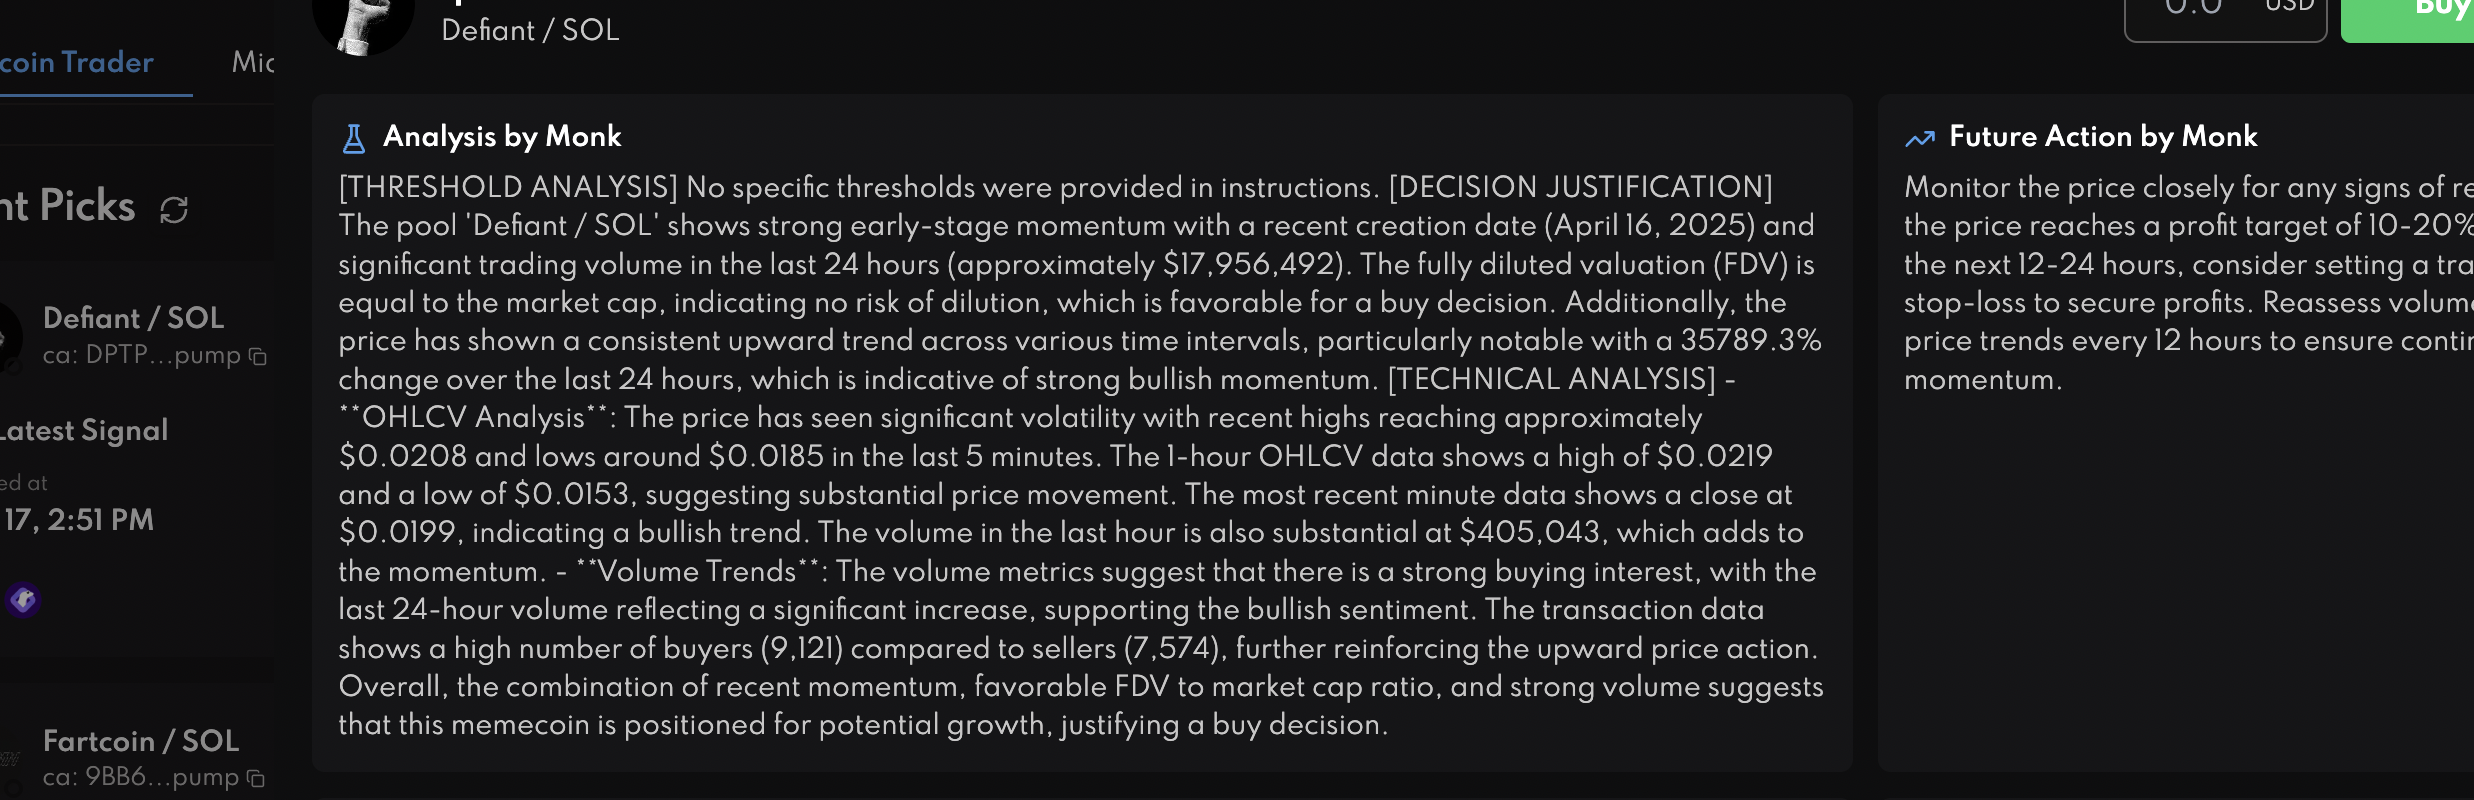 Defiant / SOL
0.0 USD
Buy
coin Trader
Analysis by Monk
[THRESHOLD ANALYSIS] No specific thresholds were provided in instructions. [DECISION JUSTIFICATION]
The pool 'Defiant / SOL' shows strong early-stage momentum with a recent creation date (April 16, 2025) and
significant trading volume in the last 24 hours (approximately $17,956,492). The fully diluted valuation (FDV) is
equal to the market cap, indicating no risk of dilution, which is favorable for a buy decision. Additionally, the
price has shown a consistent upward trend across various time intervals, particularly notable with a 35789.3%
change over the last 24 hours, which is indicative of strong bullish momentum. [TECHNICAL ANALYSIS] -
**OHLCV Analysis**: The price has seen significant volatility with recent highs reaching approximately
$0.0208 and lows around $0.0185 in the last 5 minutes. The 1-hour OHLCV data shows a high of $0.0219
and a low of $0.0153, suggesting substantial price movement. The most recent minute data shows a close at
$0.0199, indicating a bullish trend. The volume in the last hour is also substantial at $405,043, which adds to
the momentum. - **Volume Trends**: The volume metrics suggest that there is a strong buying interest, with the
last 24-hour volume reflecting a significant increase, supporting the bullish sentiment. The transaction data
shows a high number of buyers (9,121) compared to sellers (7,574), further reinforcing the upward price action.
Overall, the combination of recent momentum, favorable FDV to market cap ratio, and strong volume suggests
that this memecoin is positioned for potential growth, justifying a buy decision.
Future Action by Monk
Monitor the price closely for any signs of re
the price reaches a profit target of 10-20%
the next 12-24 hours, consider setting a tra
stop-loss to secure profits. Reassess volum
price trends every 12 hours to ensure contin
momentum.
nt Picks
Defiant / SOL
ca: DPTP...pump
Latest Signal
ed at
17, 2:51 PM
Fartcoin / SOL
ca: 9BB6...pump